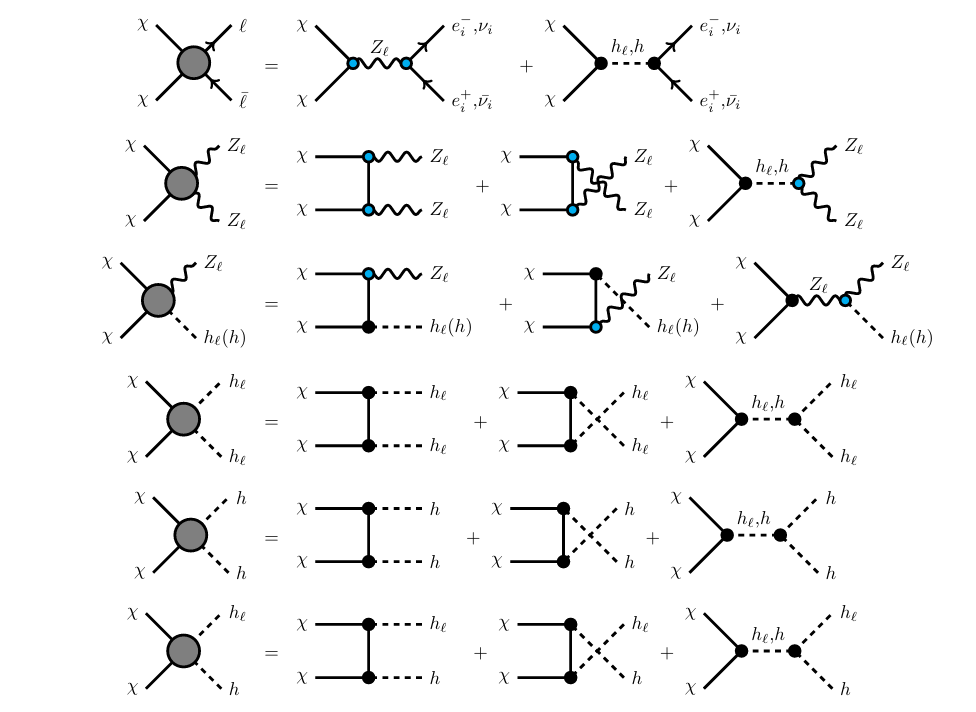 χ ℓ χ Z_ℓ e_i^-,ν_i χ h_ℓ,h e_i^-,ν_i
= +
χ ℓ̄ χ e_i^+,ν̄_i χ e_i^+,ν̄_i
χ Z_ℓ χ Z_ℓ χ Z_ℓ χ h_ℓ,h Z_ℓ
= + +
χ Z_ℓ χ Z_ℓ χ Z_ℓ χ Z_ℓ
χ Z_ℓ χ Z_ℓ χ Z_ℓ χ Z_ℓ Z_ℓ
= + +
χ h_ℓ(h) χ h_ℓ(h) χ h_ℓ(h) χ h_ℓ(h)
χ h_ℓ χ h_ℓ χ h_ℓ χ h_ℓ,h h_ℓ
= + +
χ h_ℓ χ h_ℓ χ h_ℓ χ h_ℓ
χ h χ h χ h χ h_ℓ,h h
= + +
χ h χ h χ h χ h
χ h_ℓ χ h_ℓ χ h_ℓ χ h_ℓ,h h_ℓ
= + +
χ h χ h χ h χ h